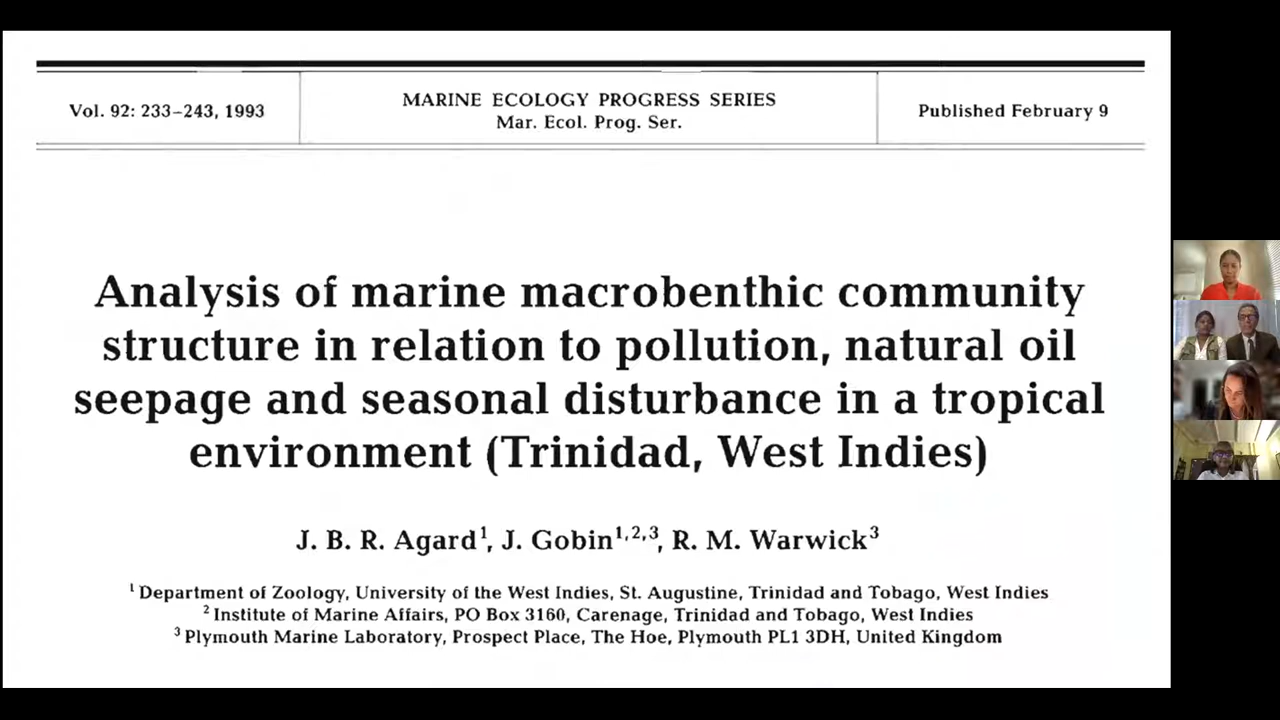 Vol. 92: 233–243, 1993
MARINE ECOLOGY PROGRESS SERIES
Mar. Ecol. Prog. Ser.
Published February 9
Analysis of marine macrobenthic community
structure in relation to pollution, natural oil
seepage and seasonal disturbance in a tropical
environment (Trinidad, West Indies)
J. B. R. Agard¹, J. Gobin¹,²,³, R. M. Warwick³
¹ Department of Zoology, University of the West Indies, St. Augustine, Trinidad and Tobago, West Indies
² Institute of Marine Affairs, PO Box 3160, Carenage, Trinidad and Tobago, West Indies
³ Plymouth Marine Laboratory, Prospect Place, The Hoe, Plymouth PL1 3DH, United Kingdom